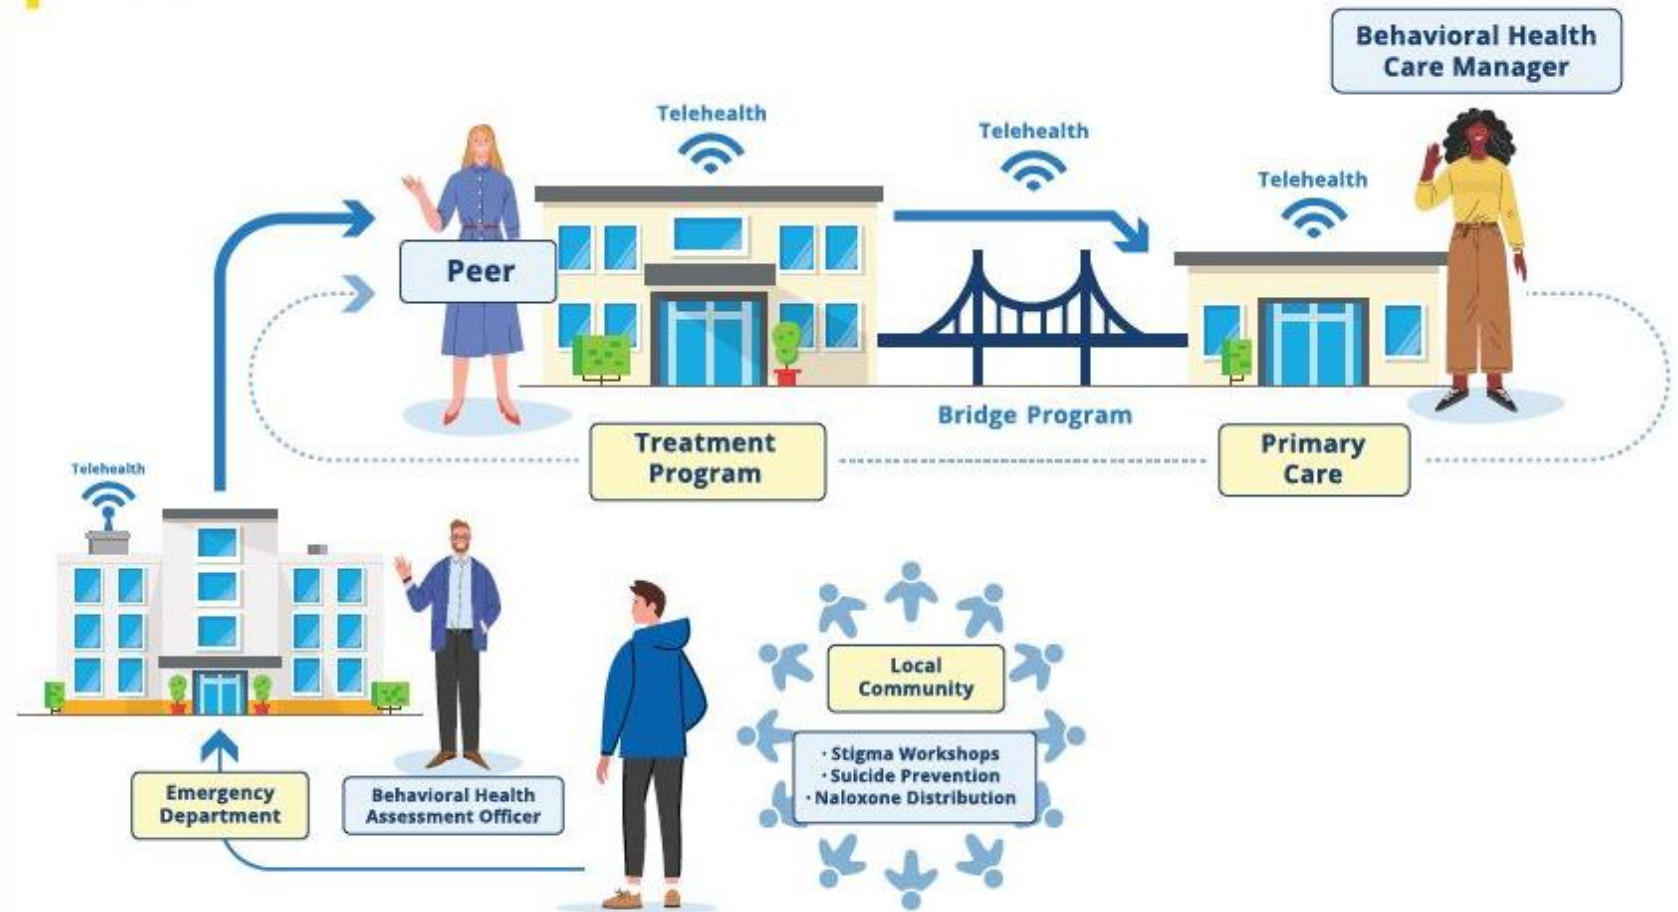 Behavioral Health
Care Manager
Telehealth
Telehealth
Telehealth
Peer
Bridge Program
Treatment
Program
Primary
Care
Telehealth
Local
Community
· Stigma Workshops
· Suicide Prevention
· Naloxone Distribution
Emergency
Department
Behavioral Health
Assessment Officer